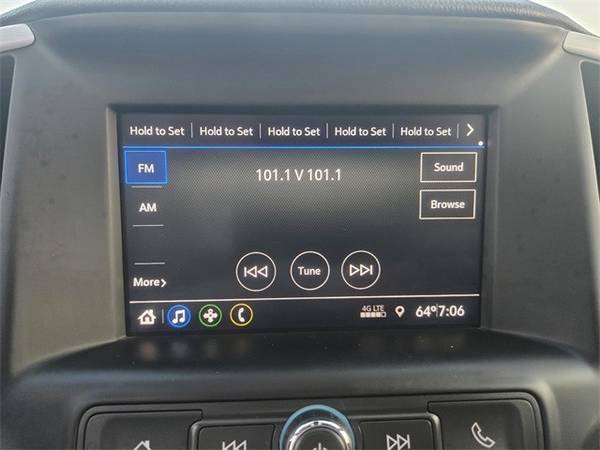 Hold to Set Hold to Set Hold to Set Hold to Set Hold to Set
FM
101.1 V 101.1
Sound
AM
Browse
Tune
More
4G LTE
64° 7:06